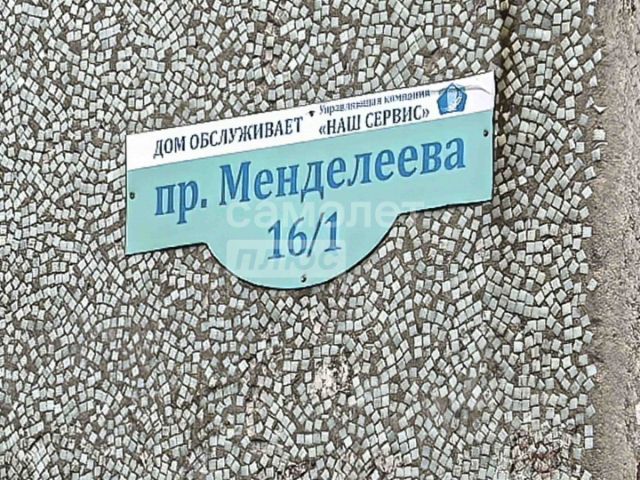 ДОМ ОБСЛУЖИВАЕТ
Управляющая компания
«НАШ СЕРВИС»
пр. Менделеева
16/1
самолет
плюс